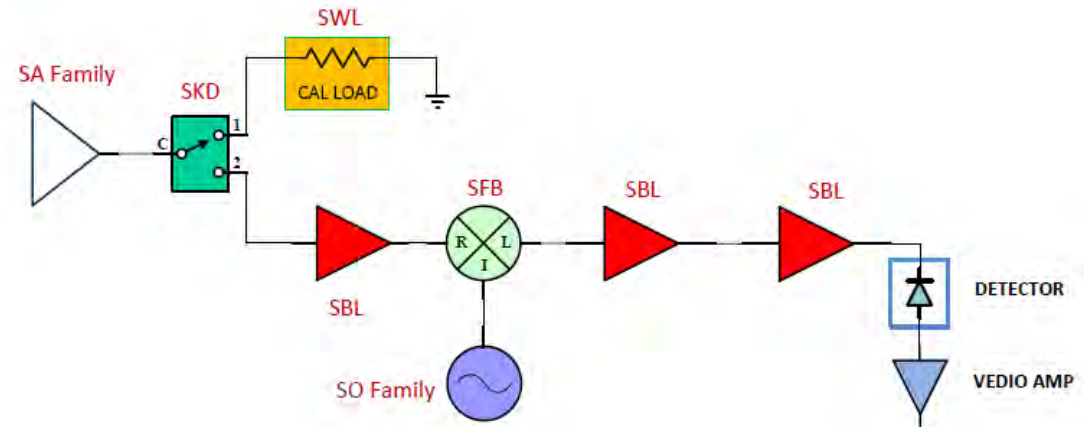 SWL
SA Family
SKD
CAL LOAD
1
C
2
SFB
SBL
SBL
R
L
I
SBL
DETECTOR
SO Family
VEDIO AMP